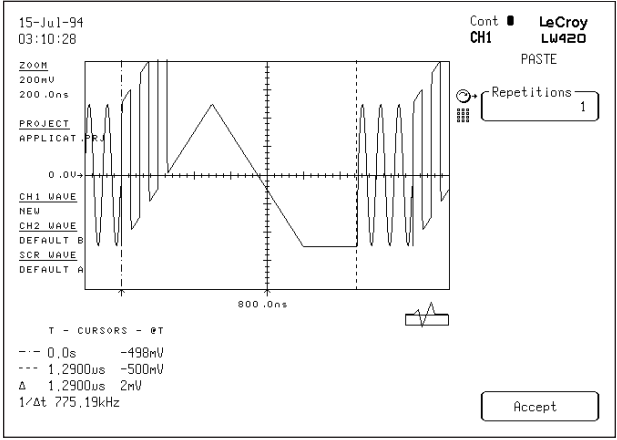 15-Jul-94
03:10:28
Cont
CH1
LeCroy
LW420
PASTE
Repetitions
1
ZOOM
200mV
200.0ns
PROJECT
APPLICAT.PRJ
0.0V
CH1 WAVE
NEW
CH2 WAVE
DEFAULT B
SCR WAVE
DEFAULT A
800.0ns
T - CURSORS - @T
0.0s -498mV
1.2900us -500mV
Δ 1.2900us 2mV
1/Δt 775.19kHz
Accept